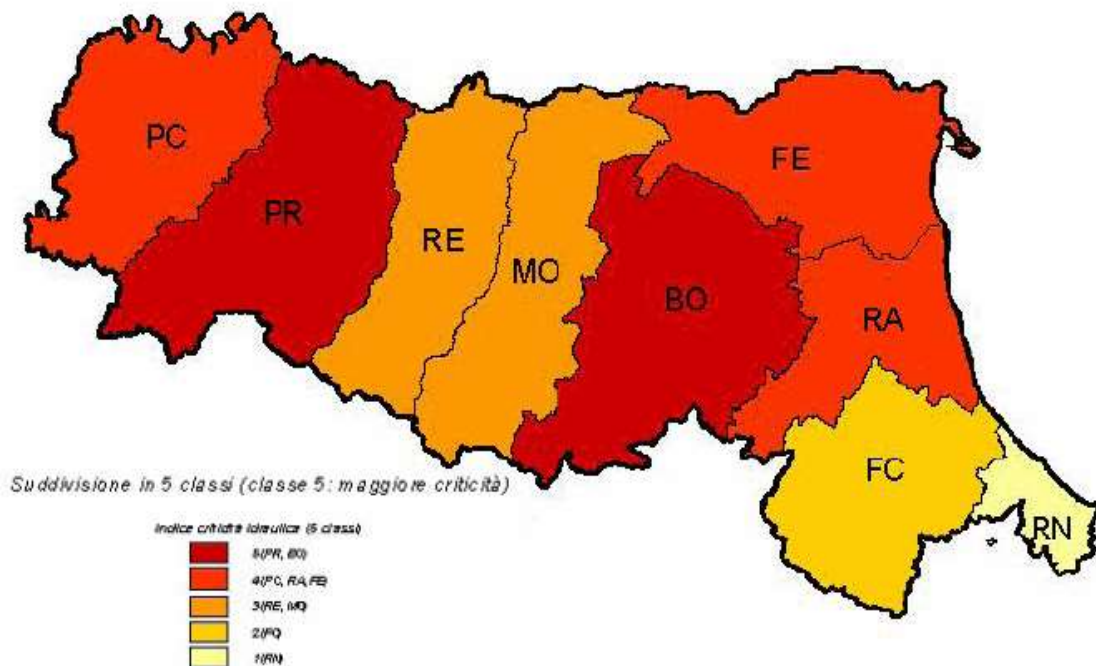 PC
FE
PR
RE
MO
BO
RA
FC
RN
Suddivisione in 5 classi (classe 5: maggiore criticità)
Indice criticità idraulica (5 classi)
5(PR, BO)
4(PC, RA, FE)
3(RE, MO)
2(FC)
1(RN)